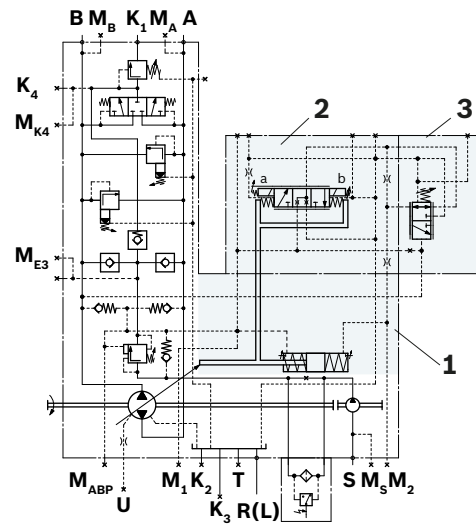 B M_B K_1 M_A A
K_4
M_K4
2
3
a b
M_E3
1
M_ABP
U
M_1 K_2 T
K_3 R(L)
S M_S M_2